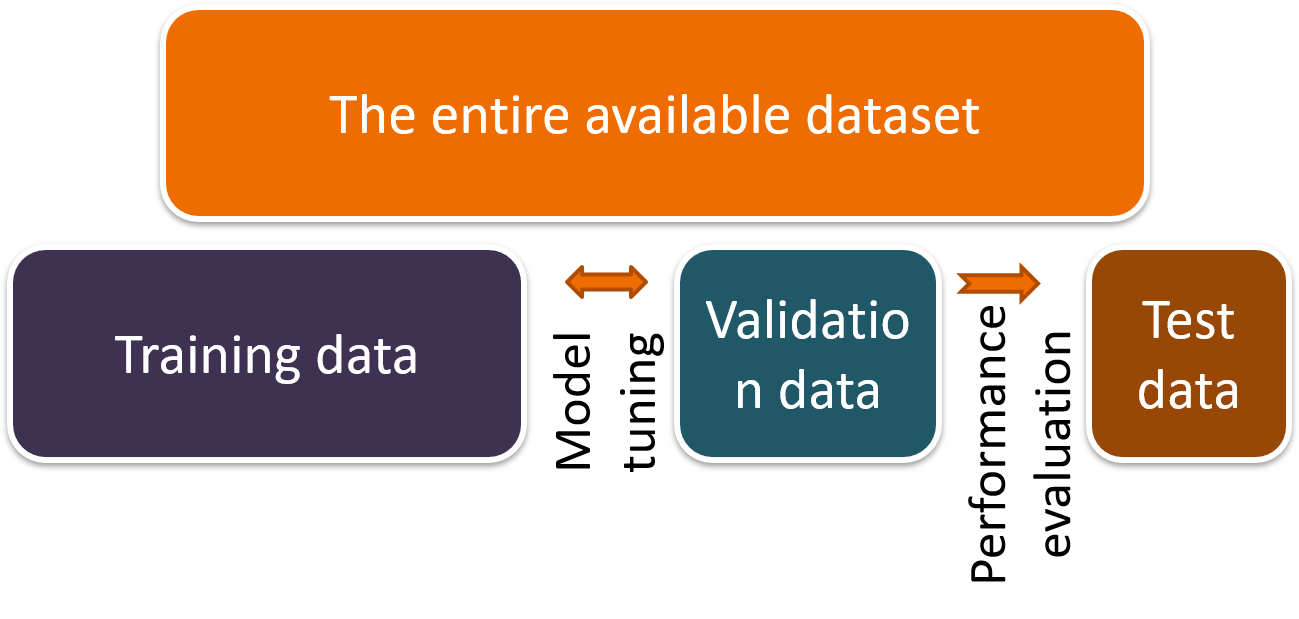 The entire available dataset
Training data
Model
tuning
Validatio
n data
Performance
evaluation
Test
data